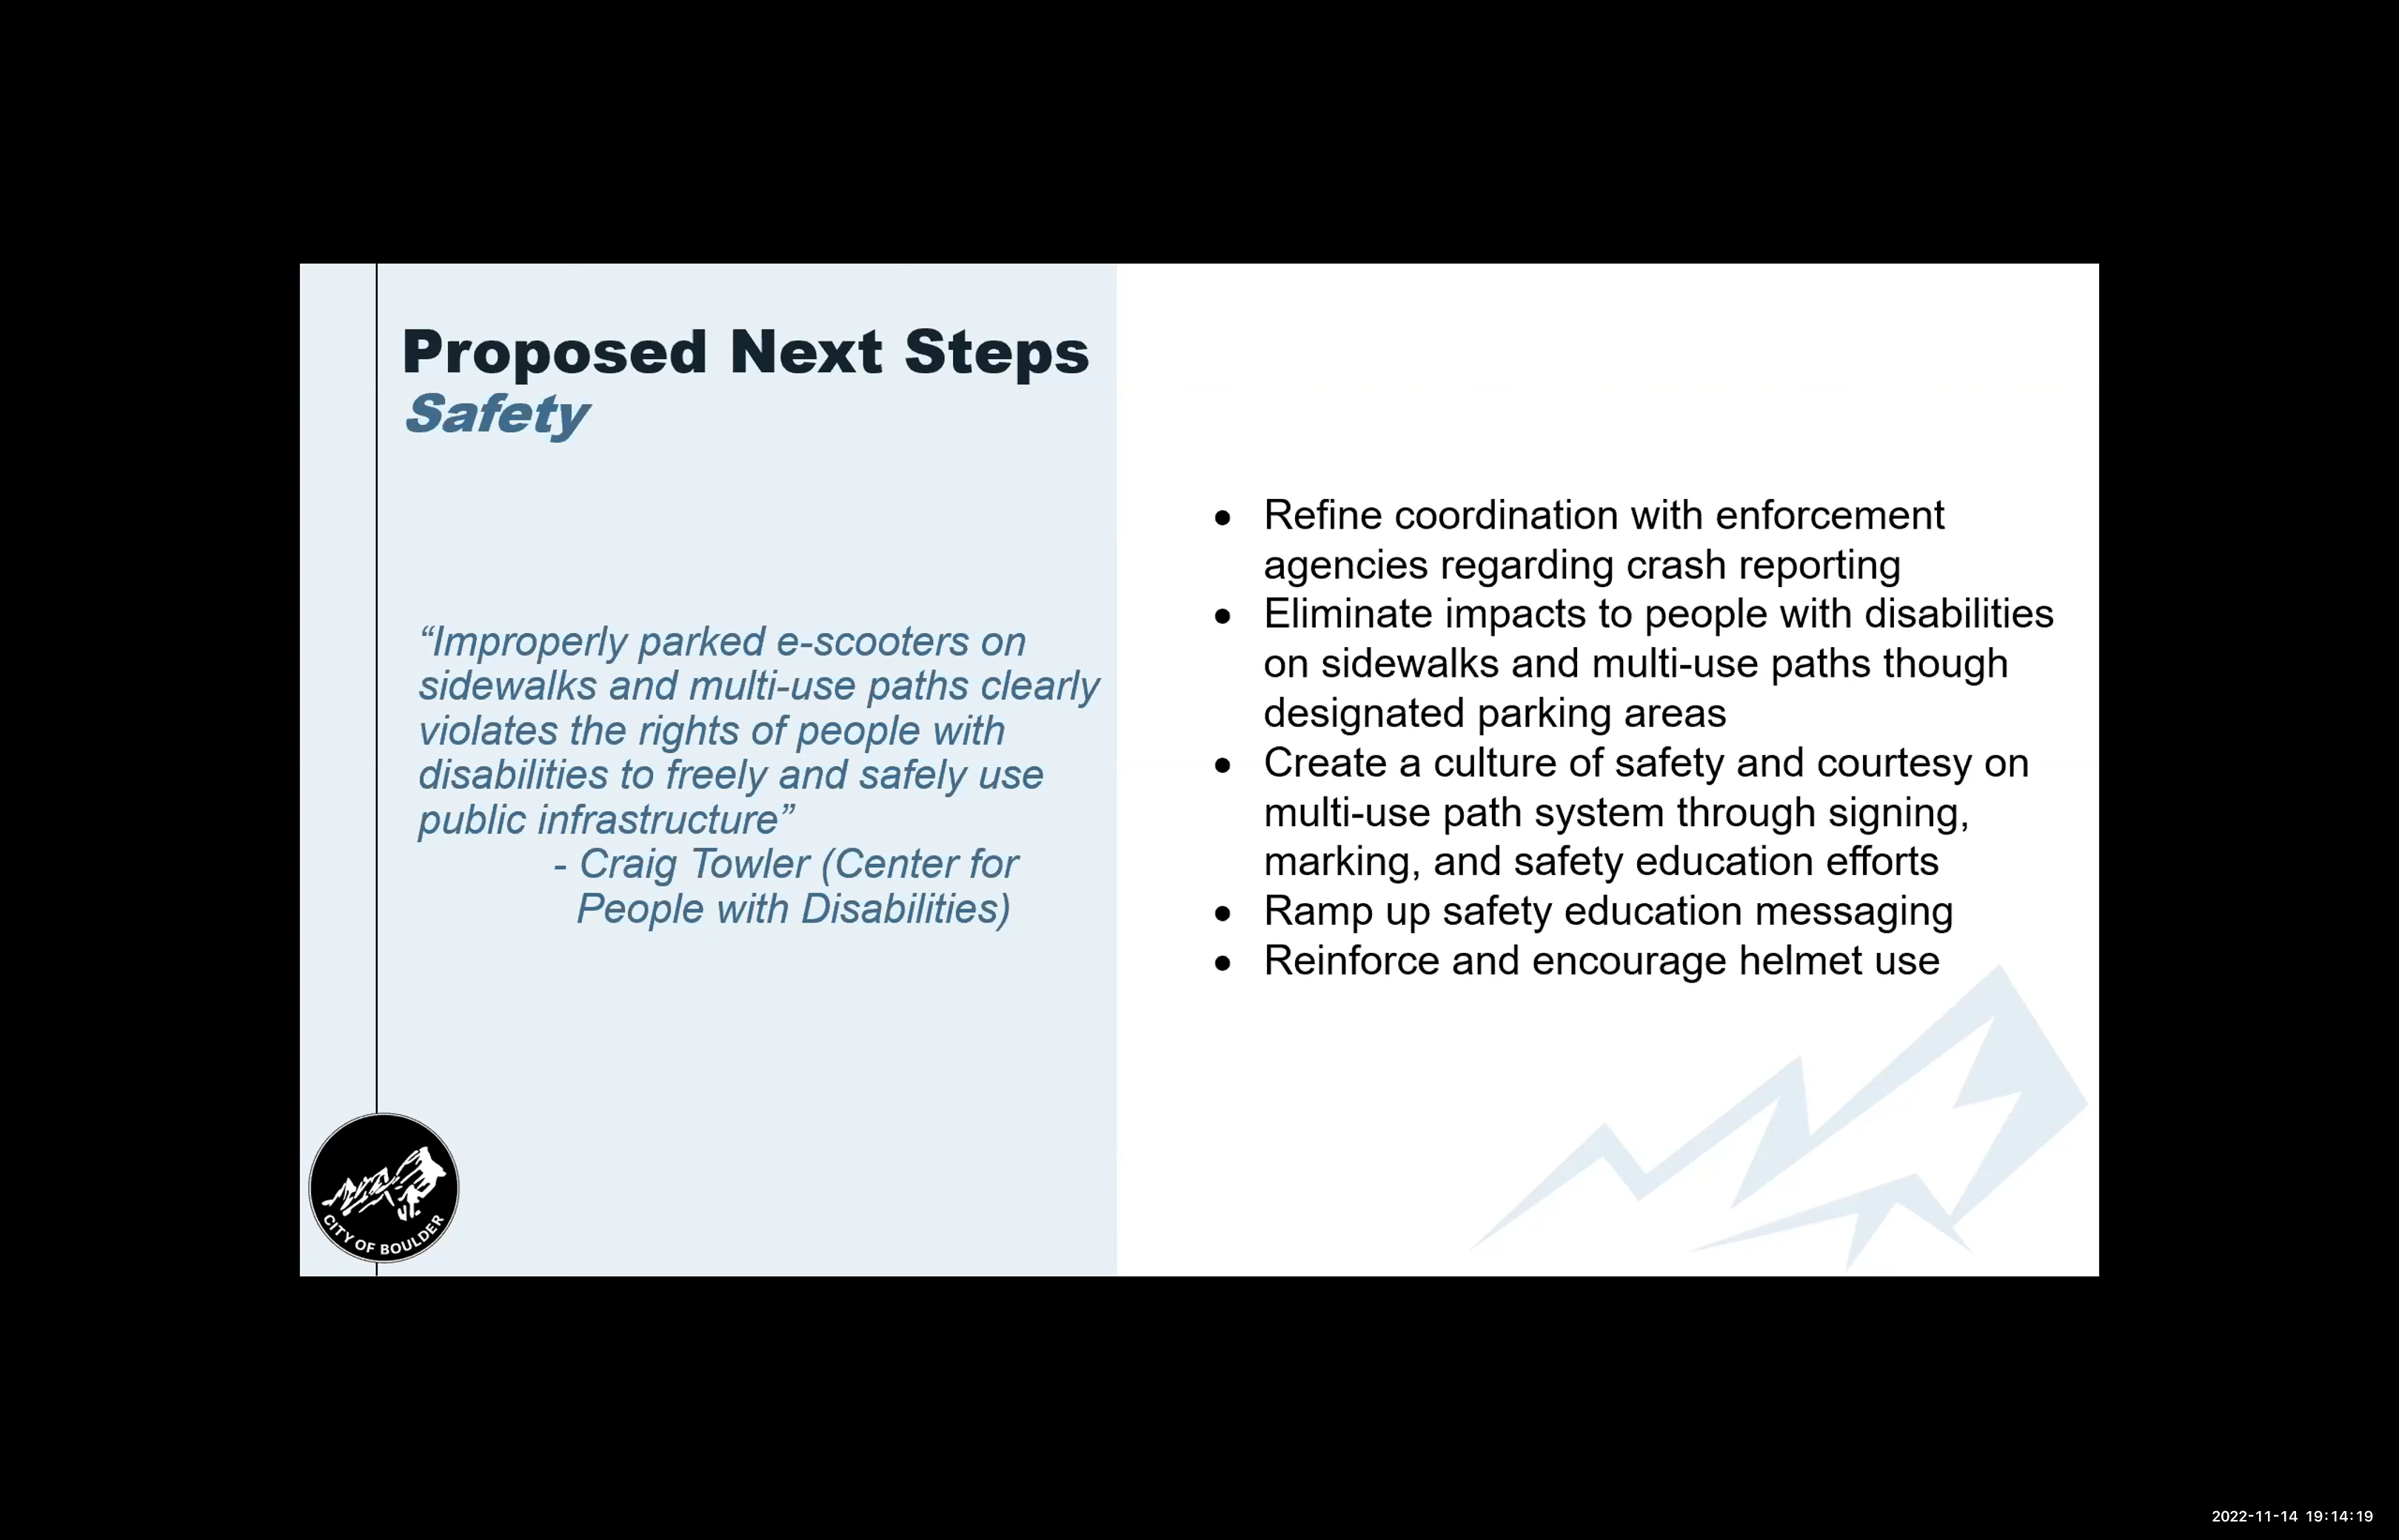 Proposed Next Steps
Safety
“Improperly parked e-scooters on
sidewalks and multi-use paths clearly
violates the rights of people with
disabilities to freely and safely use
public infrastructure”
- Craig Towler (Center for
People with Disabilities)
CITY OF BOULDER
● Refine coordination with enforcement
agencies regarding crash reporting
● Eliminate impacts to people with disabilities
on sidewalks and multi-use paths though
designated parking areas
● Create a culture of safety and courtesy on
multi-use path system through signing,
marking, and safety education efforts
● Ramp up safety education messaging
● Reinforce and encourage helmet use
2022-11-14 19:14:19